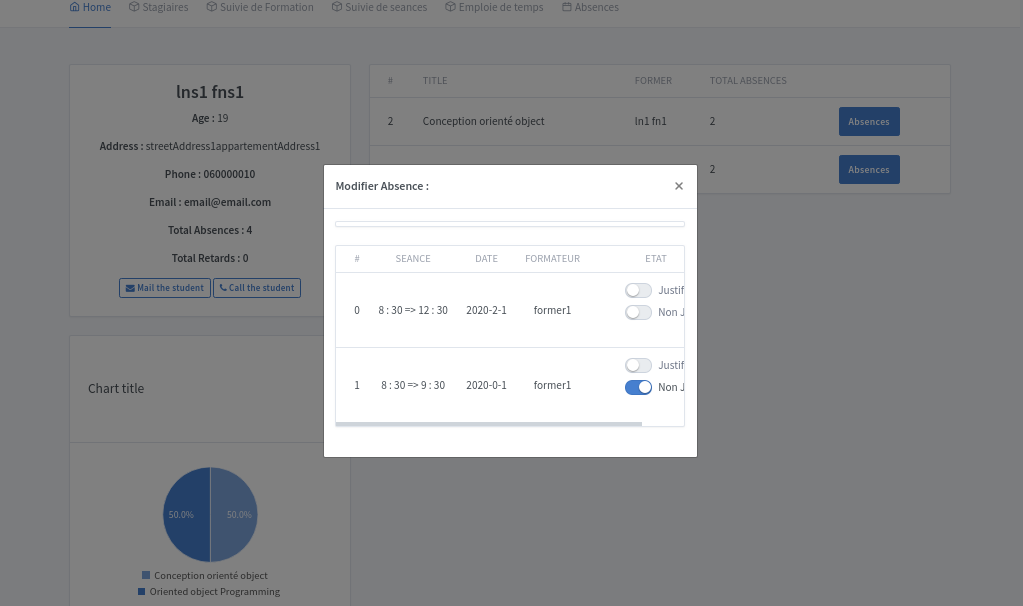 Home Stagiaires Suivie de Formation Suivie de seances Emploie de temps Absences
lns1 fns1
Age : 19
Address : streetAddress1appartementAddress1
Phone : 060000010
Email : email@email.com
Total Absences : 4
Total Retards : 0
Mail the student Call the student
# TITLE FORMER TOTAL ABSENCES
2 Conception orienté object ln1 fn1 2 Absences
2 Absences
Modifier Absence : ×
# SEANCE DATE FORMATEUR ETAT
0 8 : 30 => 12 : 30 2020-2-1 former1 Justif
Non J
1 8 : 30 => 9 : 30 2020-0-1 former1 Justif
Non J
Chart title
50.0% 50.0%
Conception orienté object
Oriented object Programming